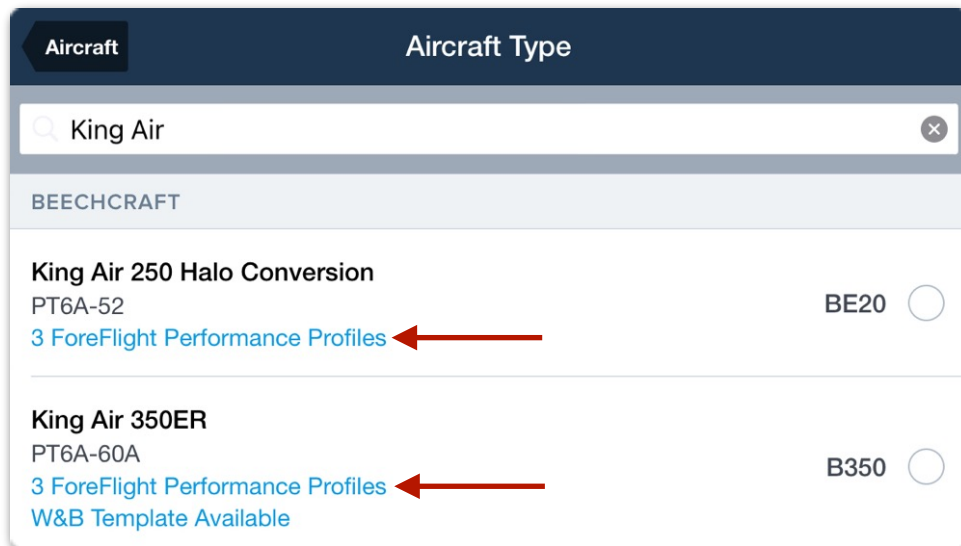 Aircraft
Aircraft Type
King Air
BEECHCRAFT
King Air 250 Halo Conversion
PT6A-52
3 ForeFlight Performance Profiles
BE20
King Air 350ER
PT6A-60A
3 ForeFlight Performance Profiles
W&B Template Available
B350